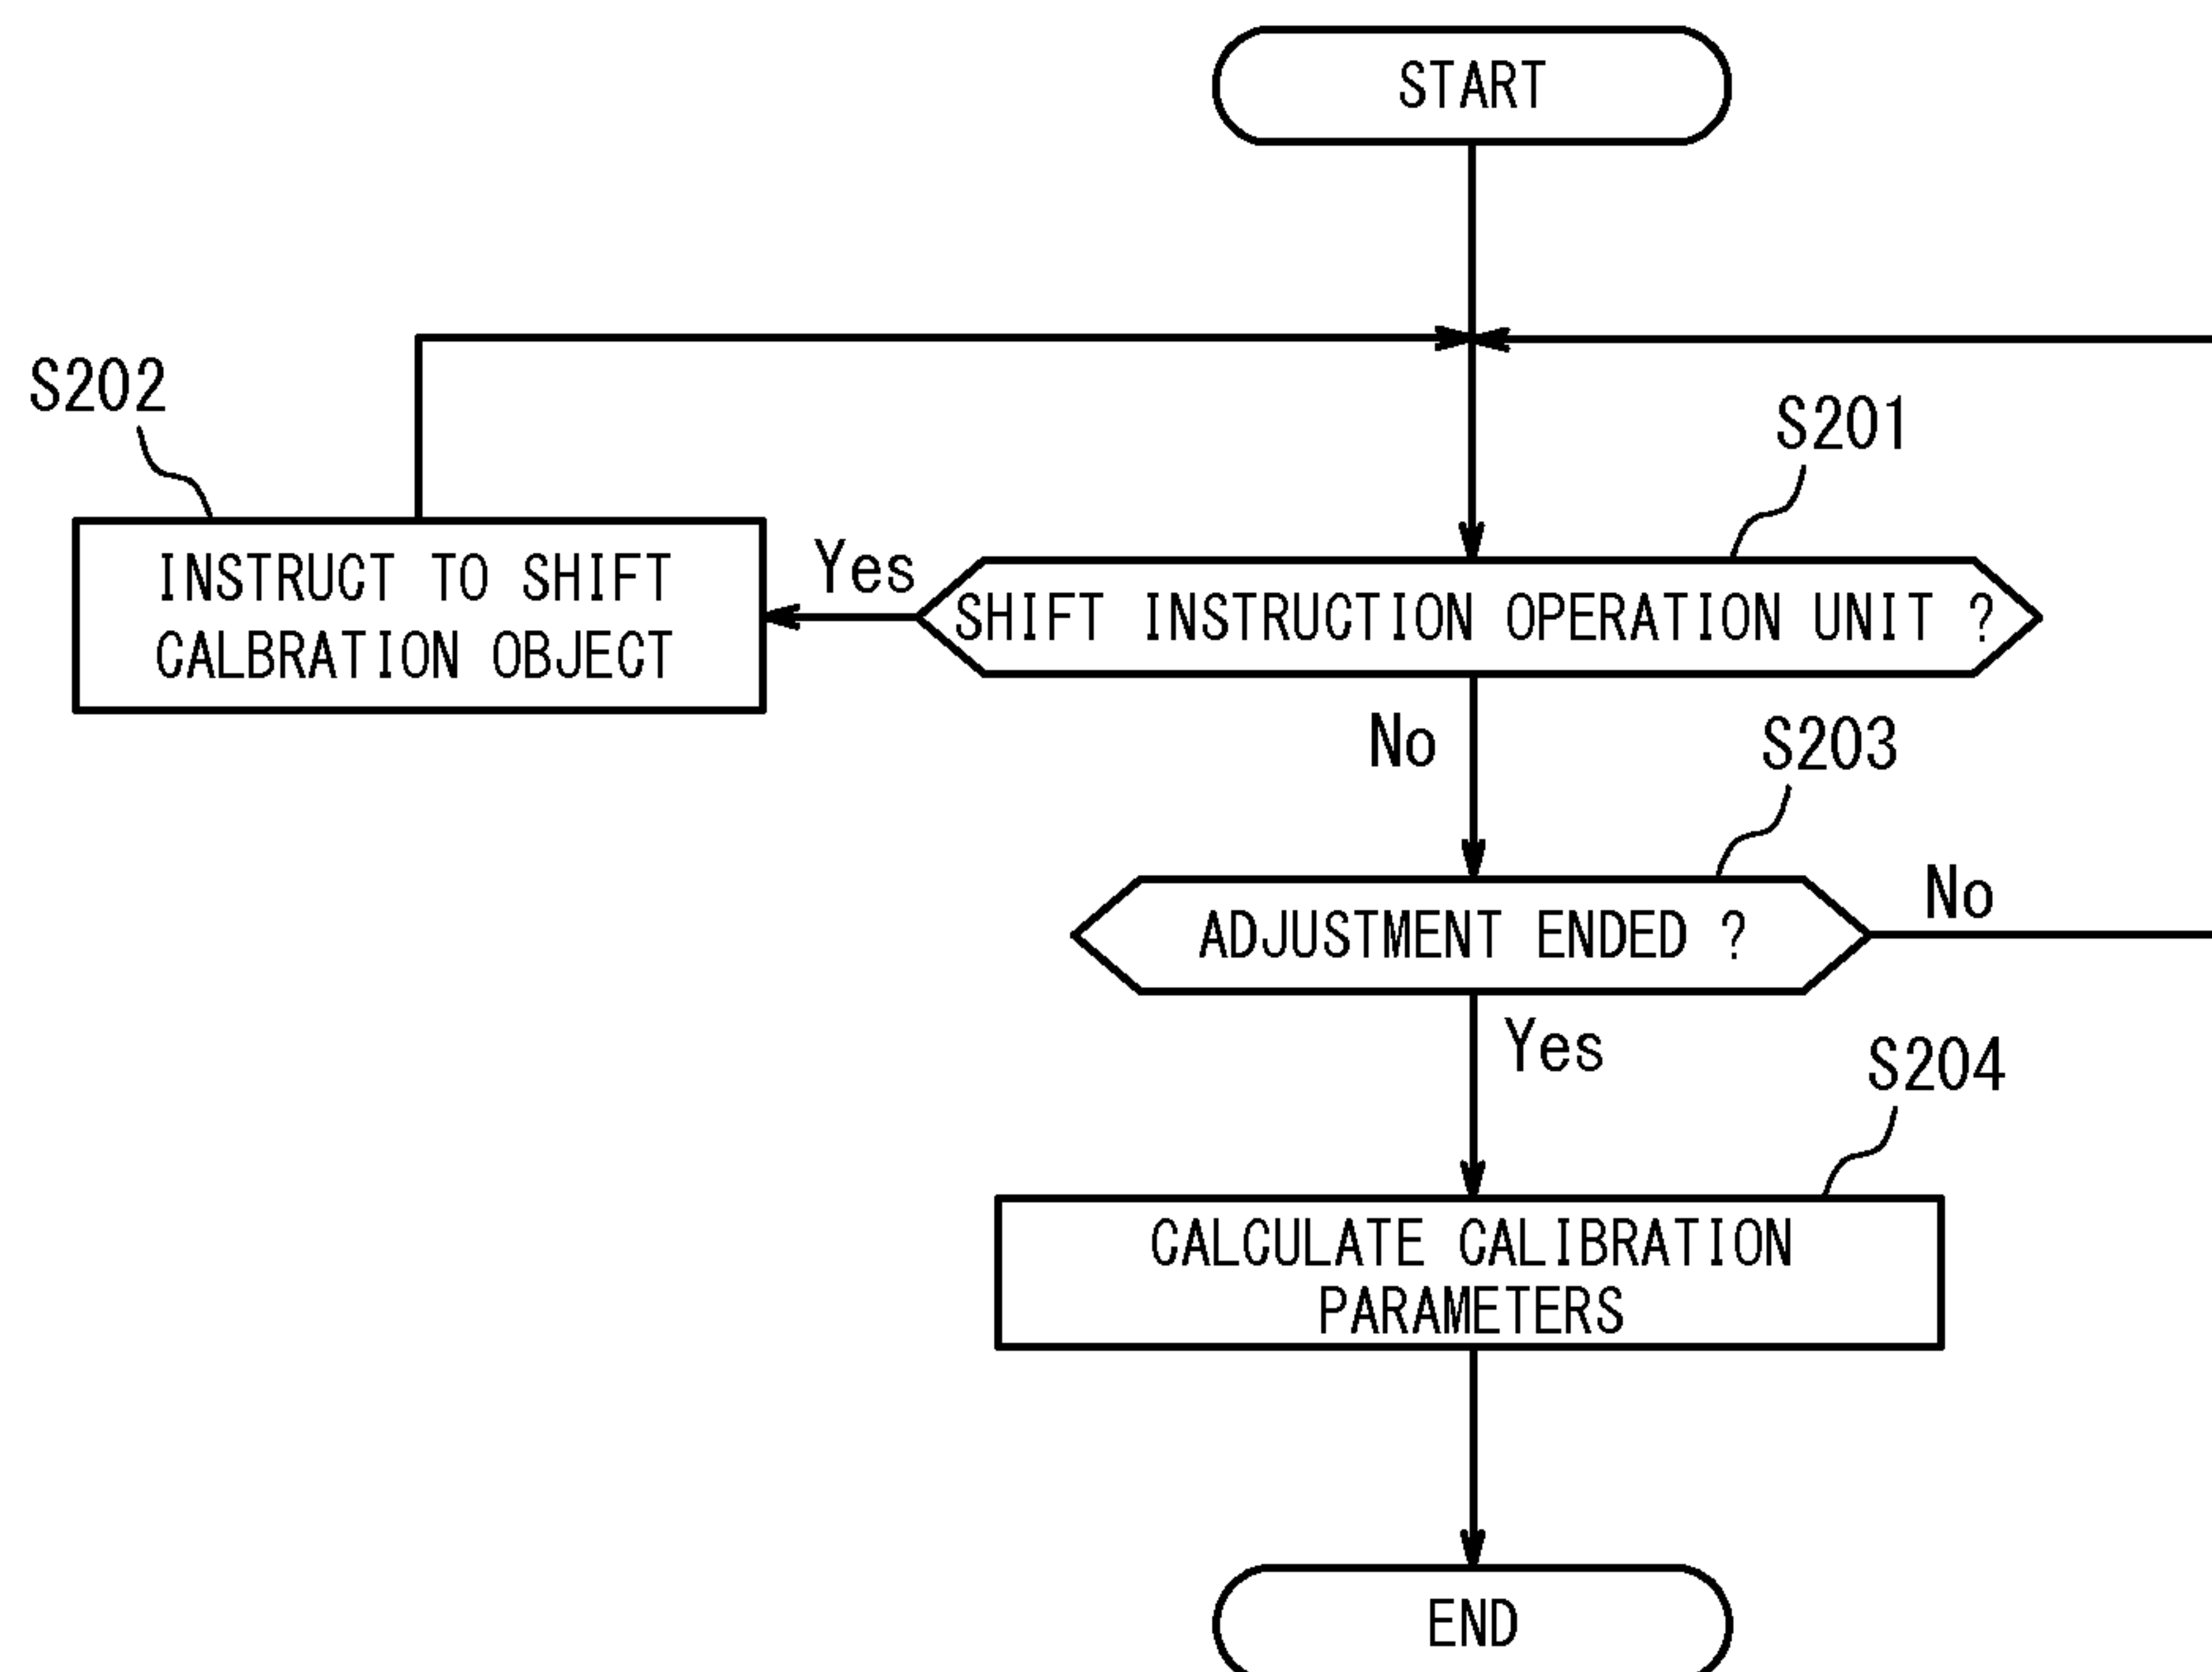 START
S202
S201
INSTRUCT TO SHIFT
CALBRATION OBJECT
Yes
SHIFT INSTRUCTION OPERATION UNIT ?
No
S203
ADJUSTMENT ENDED ?
No
Yes
S204
CALCULATE CALIBRATION
PARAMETERS
END